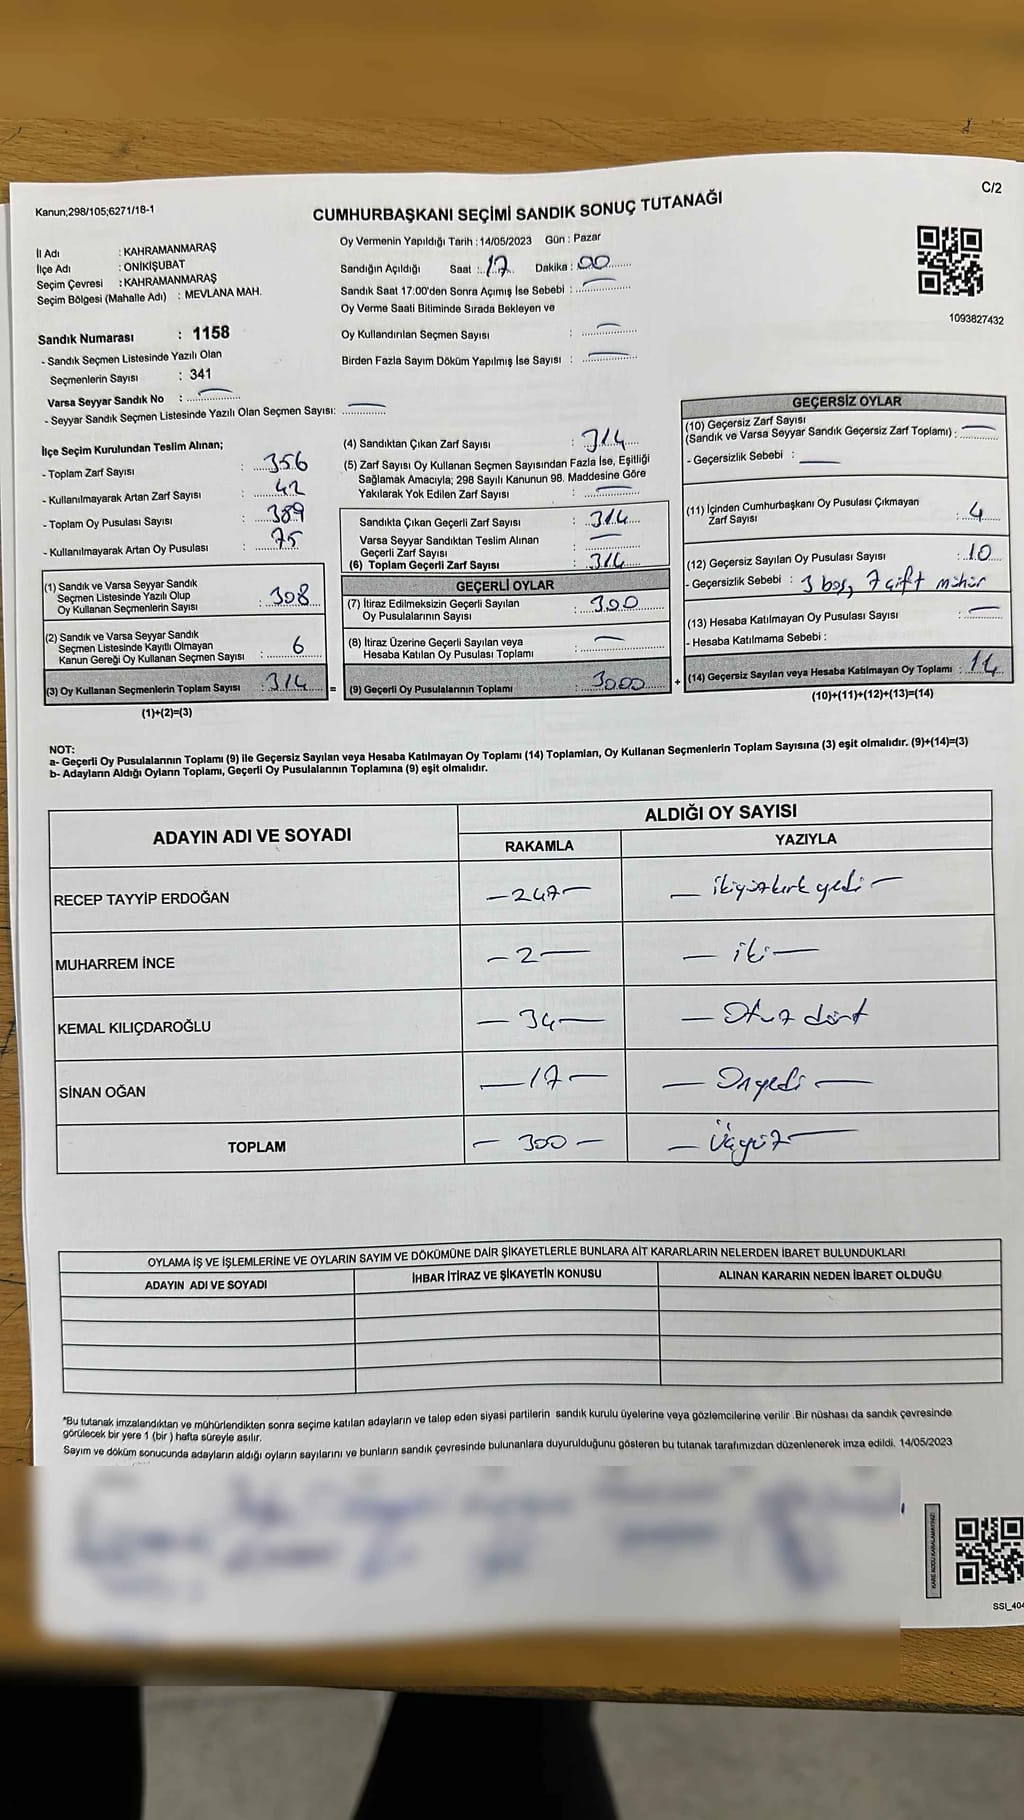 C/2
Kanun;298/105;6271/18-1
CUMHURBAŞKANI SEÇİMİ SANDIK SONUÇ TUTANAĞI
İl Adı : KAHRAMANMARAŞ
İlçe Adı : ONİKİŞUBAT
Seçim Çevresi : KAHRAMANMARAŞ
Seçim Bölgesi (Mahalle Adı) : MEVLANA MAH.
Oy Vermenin Yapıldığı Tarih : 14/05/2023 Gün : Pazar
Sandığın Açıldığı Saat : 17 Dakika : 00
Sandık Saat 17.00'den Sonra Açımış İse Sebebi : —
Oy Verme Saati Bitiminde Sırada Bekleyen ve
Oy Kullandırılan Seçmen Sayısı : —
Birden Fazla Sayım Döküm Yapılmış İse Sayısı : —
1093827432
Sandık Numarası : 1158
- Sandık Seçmen Listesinde Yazılı Olan
Seçmenlerin Sayısı : 341
Varsa Seyyar Sandık No : —
- Seyyar Sandık Seçmen Listesinde Yazılı Olan Seçmen Sayısı: —
İlçe Seçim Kurulundan Teslim Alınan;
- Toplam Zarf Sayısı : 356
- Kullanılmayarak Artan Zarf Sayısı : 42
- Toplam Oy Pusulası Sayısı : 389
- Kullanılmayarak Artan Oy Pusulası : 75
(1) Sandık ve Varsa Seyyar Sandık
Seçmen Listesinde Yazılı Olup
Oy Kullanan Seçmenlerin Sayısı : 308
(2) Sandık ve Varsa Seyyar Sandık
Seçmen Listesinde Kayıtlı Olmayan
Kanun Gereği Oy Kullanan Seçmen Sayısı : 6
(3) Oy Kullanan Seçmenlerin Toplam Sayısı : 314
(1)+(2)=(3)
=
(4) Sandıktan Çıkan Zarf Sayısı : 314
(5) Zarf Sayısı Oy Kullanan Seçmen Sayısından Fazla İse, Eşitliği
Sağlamak Amacıyla; 298 Sayılı Kanunun 98. Maddesine Göre
Yakılarak Yok Edilen Zarf Sayısı : —
Sandıkta Çıkan Geçerli Zarf Sayısı : 314
Varsa Seyyar Sandıktan Teslim Alınan
Geçerli Zarf Sayısı : —
(6) Toplam Geçerli Zarf Sayısı : 314
GEÇERLİ OYLAR
(7) İtiraz Edilmeksizin Geçerli Sayılan
Oy Pusulalarının Sayısı : 300
(8) İtiraz Üzerine Geçerli Sayılan veya
Hesaba Katılan Oy Pusulası Toplamı : —
(9) Geçerli Oy Pusulalarının Toplamı : 3000
+
GEÇERSİZ OYLAR
(10) Geçersiz Zarf Sayısı
(Sandık ve Varsa Seyyar Sandık Geçersiz Zarf Toplamı) : —
- Geçersizlik Sebebi : —
(11) İçinden Cumhurbaşkanı Oy Pusulası Çıkmayan
Zarf Sayısı : 4
(12) Geçersiz Sayılan Oy Pusulası Sayısı : 10
- Geçersizlik Sebebi : 3 boş, 7 çift mühür
(13) Hesaba Katılmayan Oy Pusulası Sayısı : —
- Hesaba Katılmama Sebebi :
(14) Geçersiz Sayılan veya Hesaba Katılmayan Oy Toplamı : 14
(10)+(11)+(12)+(13)=(14)
NOT:
a- Geçerli Oy Pusulalarının Toplamı (9) ile Geçersiz Sayılan veya Hesaba Katılmayan Oy Toplamı (14) Toplamları, Oy Kullanan Seçmenlerin Toplam Sayısına (3) eşit olmalıdır. (9)+(14)=(3)
b- Adayların Aldığı Oyların Toplamı, Geçerli Oy Pusulalarının Toplamına (9) eşit olmalıdır.
ADAYIN ADI VE SOYADI
ALDIĞI OY SAYISI
RAKAMLA YAZIYLA
RECEP TAYYİP ERDOĞAN —247— — ikiyüzkırk yedi —
MUHARREM İNCE —2— — iki —
KEMAL KILIÇDAROĞLU —34— — Otuz dört
SİNAN OĞAN —17— — Onyedi —
TOPLAM — 300 — — Üçyüz —
OYLAMA İŞ VE İŞLEMLERİNE VE OYLARIN SAYIM VE DÖKÜMÜNE DAİR ŞİKAYETLERLE BUNLARA AİT KARARLARIN NELERDEN İBARET BULUNDUKLARI
ADAYIN ADI VE SOYADI İHBAR İTİRAZ VE ŞİKAYETİN KONUSU ALINAN KARARIN NEDEN İBARET OLDUĞU
*Bu tutanak imzalandıktan ve mühürlendikten sonra seçime katılan adayların ve talep eden siyasi partilerin sandık kurulu üyelerine veya gözlemcilerine verilir. Bir nüshası da sandık çevresinde
görülecek bir yere 1 (bir ) hafta süreyle asılır.
Sayım ve döküm sonucunda adayların aldığı oyların sayılarını ve bunların sandık çevresinde bulunanlara duyurulduğunu gösteren bu tutanak tarafımızdan düzenlenerek imza edildi. 14/05/2023
KARE KODU KARALAMAYINIZ!
SSI_404